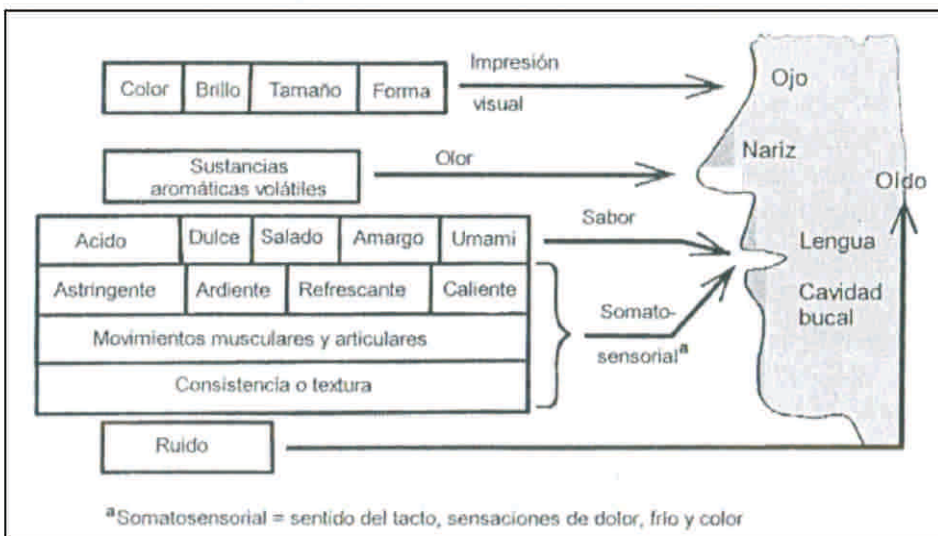 Color Brillo Tamaño Forma
Impresión
visual
Ojo
Sustancias
aromáticas volátiles
Olor
Nariz
Oído
Acido Dulce Salado Amargo Umami
Sabor
Lengua
Astringente Ardiente Refrescante Caliente
Cavidad
bucal
Movimientos musculares y articulares
Somato-
sensorialª
Consistencia o textura
Ruido
ªSomatosensorial = sentido del tacto, sensaciones de dolor, frío y color